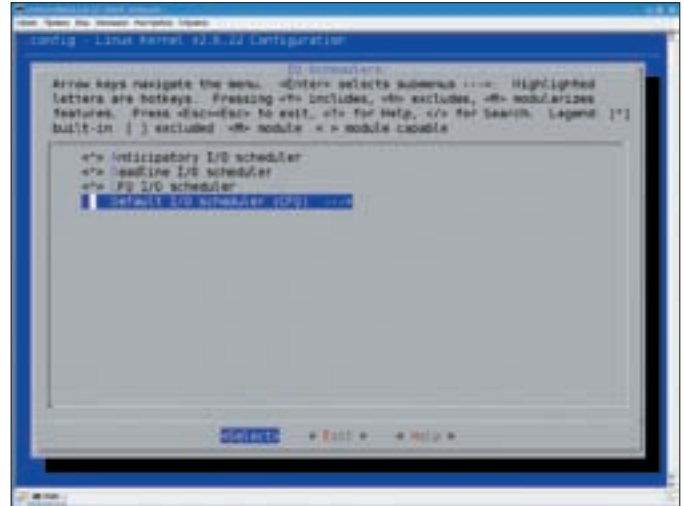 .config - Linux Kernel v2.6.22 Configuration
IO Schedulers
Arrow keys navigate the menu. <Enter> selects submenus --->. Highlighted
letters are hotkeys. Pressing <Y> includes, <N> excludes, <M> modularizes
features. Press <Esc><Esc> to exit, <?> for Help, </> for Search. Legend: [*]
built-in [ ] excluded <M> module < > module capable
<*> Anticipatory I/O scheduler
<*> Deadline I/O scheduler
<*> CFQ I/O scheduler
Default I/O scheduler (CFQ) --->
<Select> < Exit > < Help >